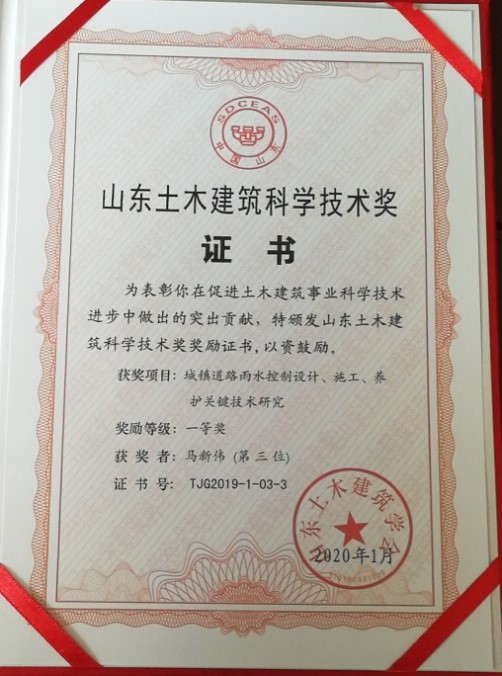 SDCEAS
中国山东
山东土木建筑科学技术奖
证书
为表彰你在促进土木建筑事业科学技术
进步中做出的突出贡献，特颁发山东土木建
筑科学技术奖奖励证书，以资鼓励。
获奖项目：城镇道路雨水控制设计、施工、养
护关键技术研究
奖励等级：一等奖
获奖者：马新伟（第三位）
证书号：TJG2019-1-03-3
山东土木建筑学会
2020年1月